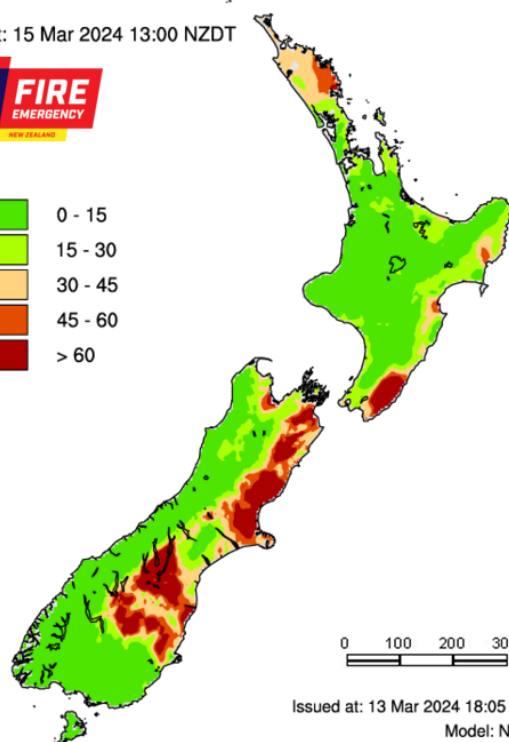 t: 15 Mar 2024 13:00 NZDT
FIRE
EMERGENCY
NEW ZEALAND
0 - 15
15 - 30
30 - 45
45 - 60
> 60
0 100 200 30
Issued at: 13 Mar 2024 18:05
Model: N